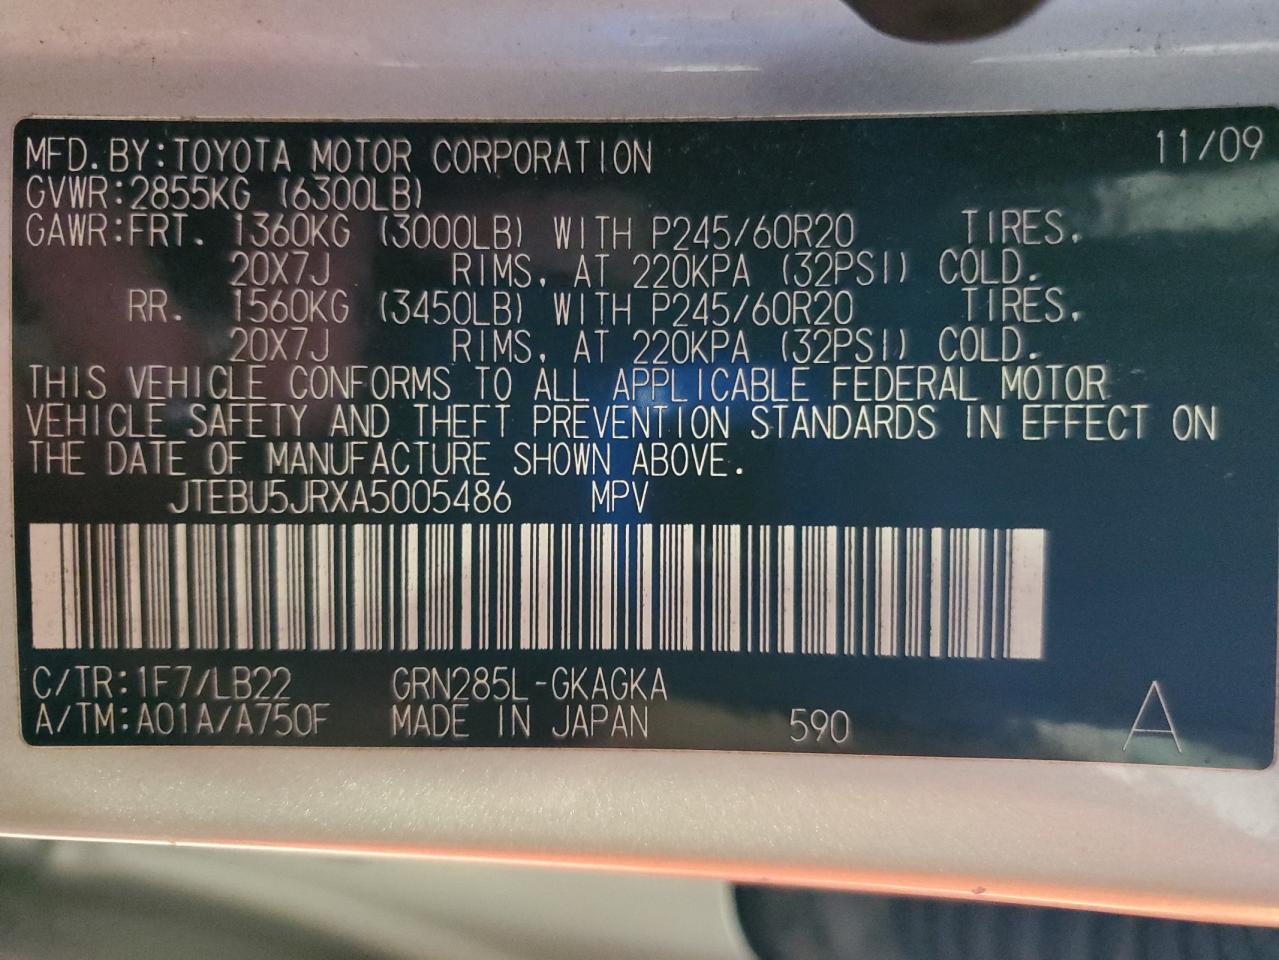 MFD. BY: TOYOTA MOTOR CORPORATION 11/09
GVWR: 2855KG (6300LB)
GAWR: FRT. 1360KG (3000LB) WITH P245/60R20 TIRES,
20X7J RIMS, AT 220KPA (32PSI) COLD.
RR. 1560KG (3450LB) WITH P245/60R20 TIRES,
20X7J RIMS, AT 220KPA (32PSI) COLD.
THIS VEHICLE CONFORMS TO ALL APPLICABLE FEDERAL MOTOR
VEHICLE SAFETY AND THEFT PREVENTION STANDARDS IN EFFECT ON
THE DATE OF MANUFACTURE SHOWN ABOVE.
JTEBU5JRXA5005486 MPV
C/TR: 1F7/LB22 GRN285L-GKAGKA
A/TM: A01A/A750F MADE IN JAPAN 590 A